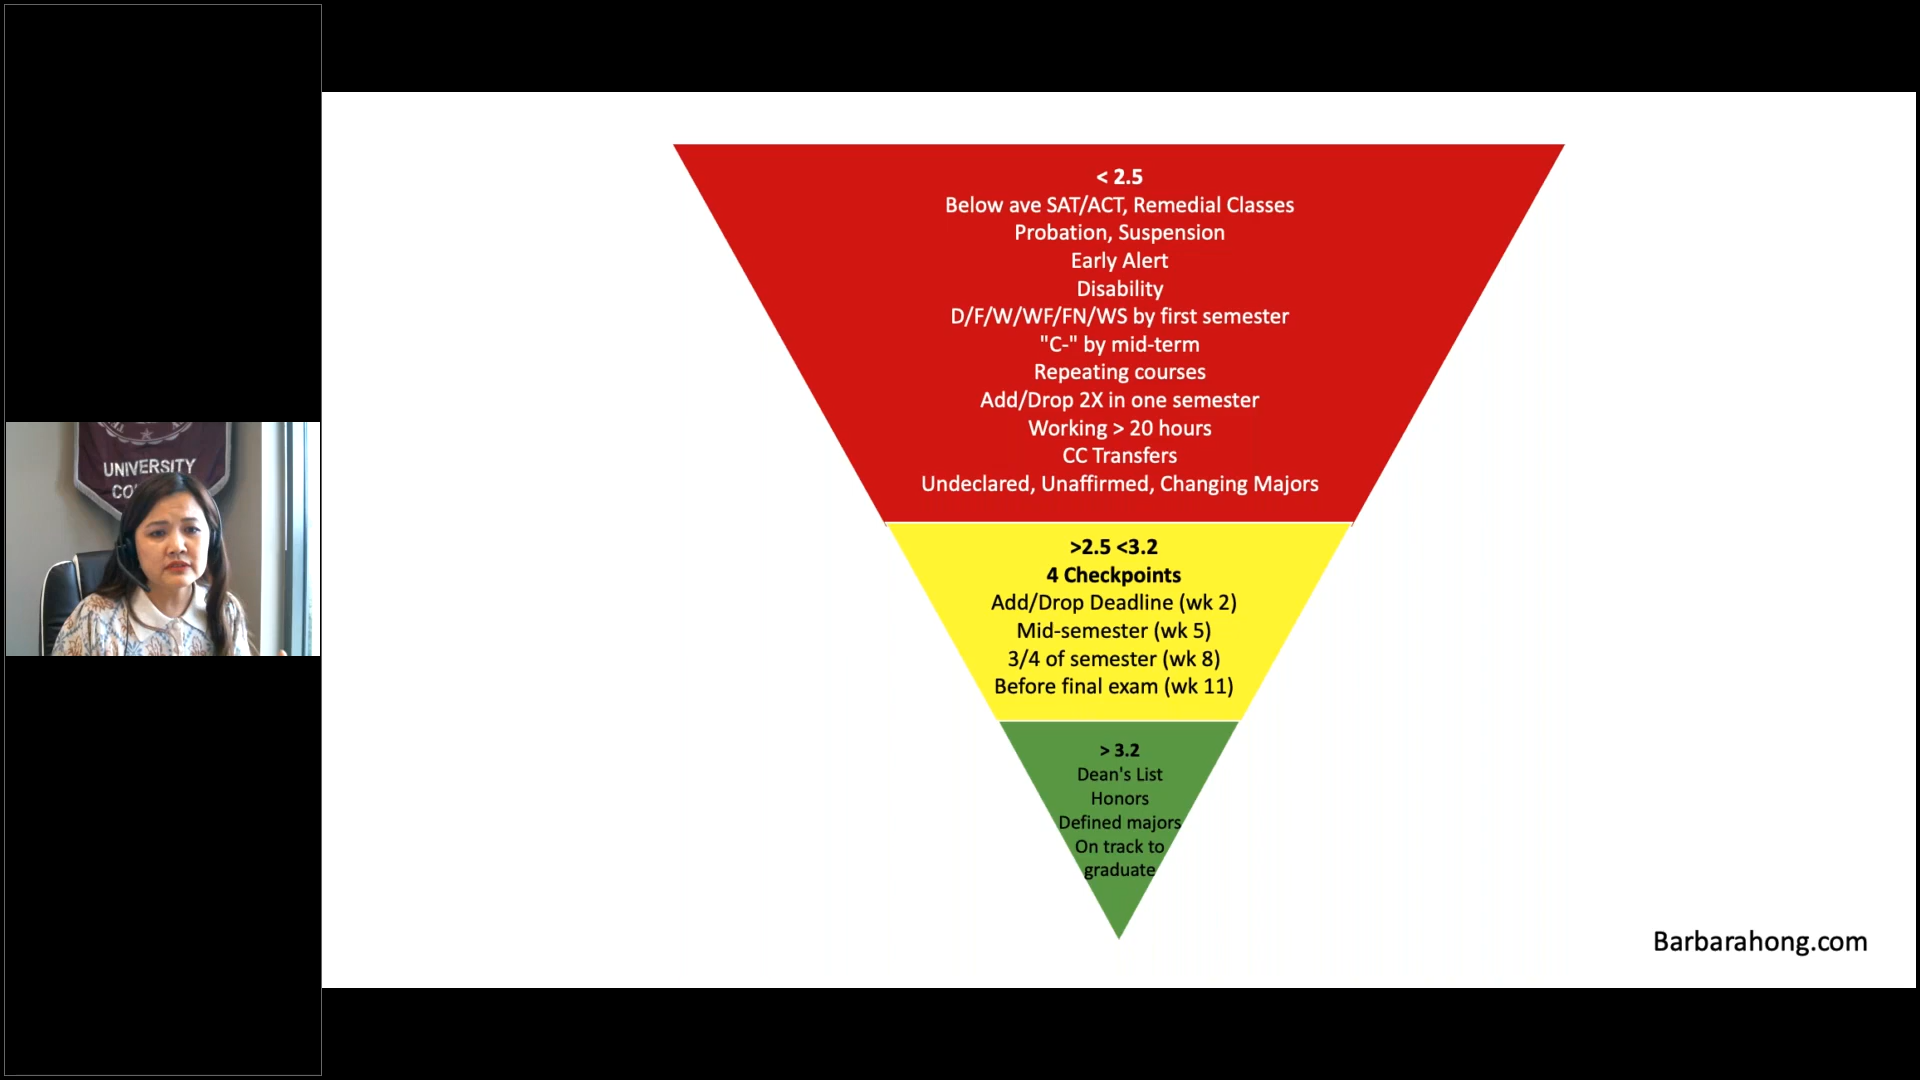 UNIVERSITY
< 2.5
Below ave SAT/ACT, Remedial Classes
Probation, Suspension
Early Alert
Disability
D/F/W/WF/FN/WS by first semester
"C-" by mid-term
Repeating courses
Add/Drop 2X in one semester
Working > 20 hours
CC Transfers
Undeclared, Unaffirmed, Changing Majors
>2.5 <3.2
4 Checkpoints
Add/Drop Deadline (wk 2)
Mid-semester (wk 5)
3/4 of semester (wk 8)
Before final exam (wk 11)
> 3.2
Dean's List
Honors
Defined majors
On track to
graduate
Barbarahong.com